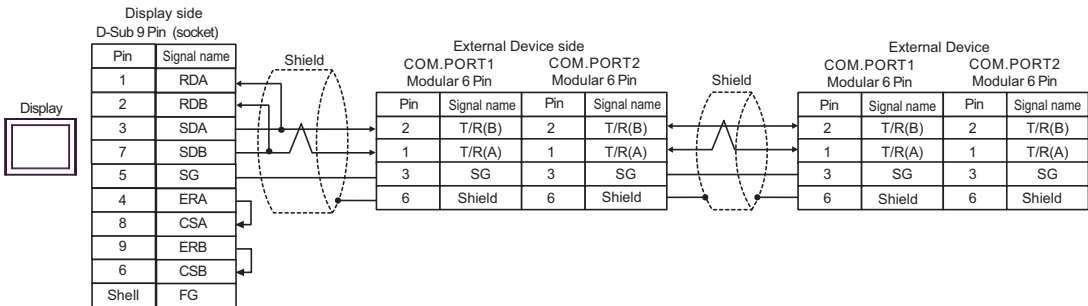 Display side
D-Sub 9 Pin (socket)
Pin Signal name
1 RDA
2 RDB
3 SDA
7 SDB
5 SG
4 ERA
8 CSA
9 ERB
6 CSB
Shell FG
Display
Shield
External Device side
COM.PORT1 COM.PORT2
Modular 6 Pin Modular 6 Pin
Pin Signal name Pin Signal name
2 T/R(B) 2 T/R(B)
1 T/R(A) 1 T/R(A)
3 SG 3 SG
6 Shield 6 Shield
Shield
External Device
COM.PORT1 COM.PORT2
Modular 6 Pin Modular 6 Pin
Pin Signal name Pin Signal name
2 T/R(B) 2 T/R(B)
1 T/R(A) 1 T/R(A)
3 SG 3 SG
6 Shield 6 Shield